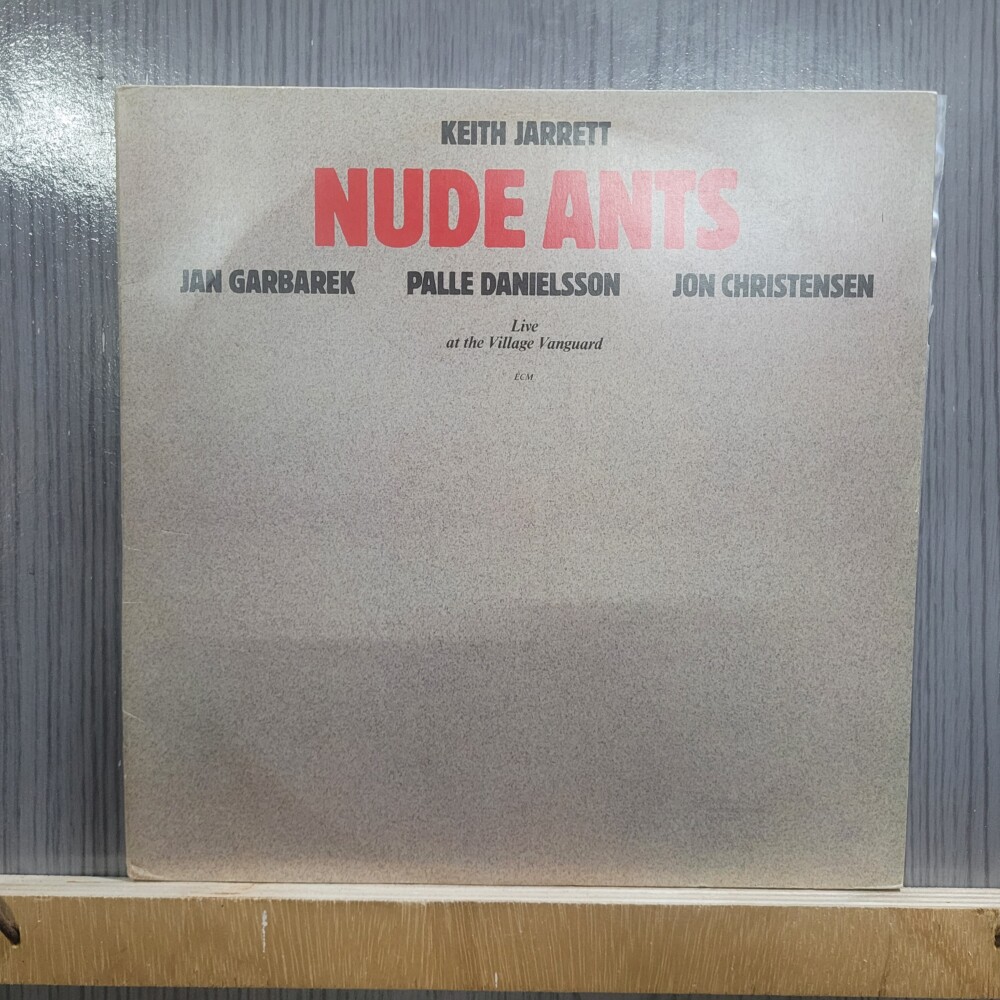 KEITH JARRETT
NUDE ANTS
JAN GARBAREK PALLE DANIELSSON JON CHRISTENSEN
Live
at the Village Vanguard
ECM